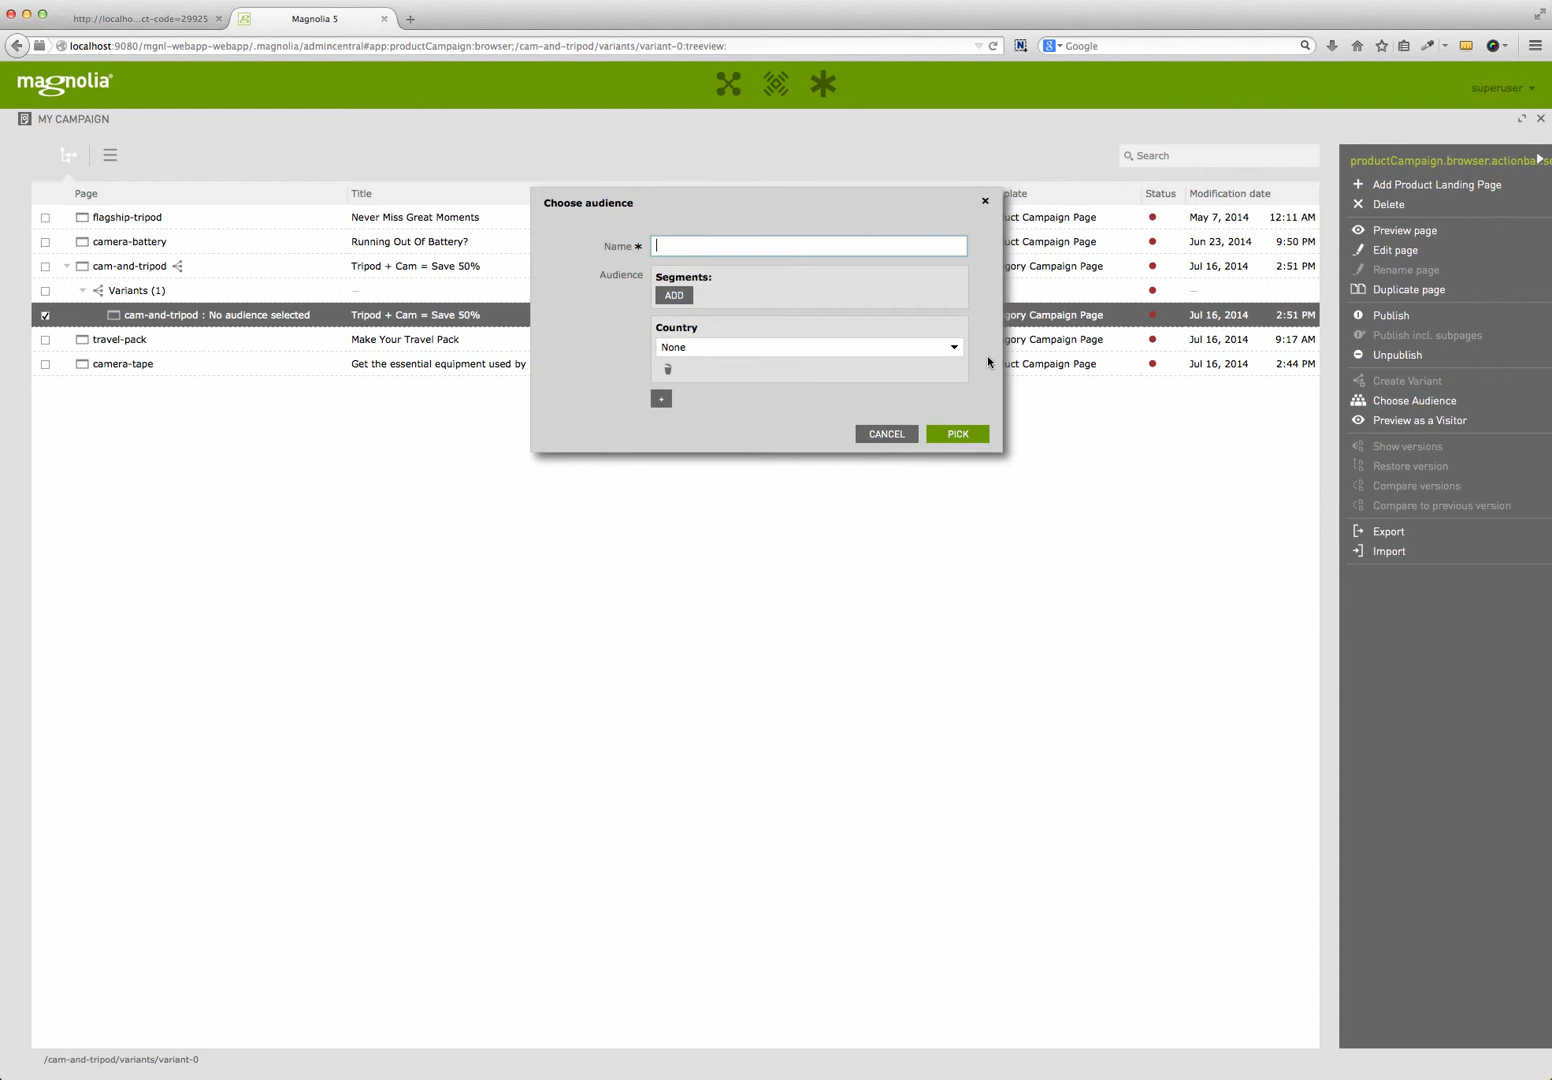 http://localho...ct-code=29925
Magnolia 5
localhost:9080/mgnl-webapp-webapp/.magnolia/admincentral#app:productCampaign:browser;/cam-and-tripod/variants/variant-0:treeview:
Google
magnolia
superuser
MY CAMPAIGN
Search
Page Title plate Status Modification date
flagship-tripod Never Miss Great Moments uct Campaign Page May 7, 2014 12:11 AM
camera-battery Running Out Of Battery? uct Campaign Page Jun 23, 2014 9:50 PM
cam-and-tripod Tripod + Cam = Save 50% gory Campaign Page Jul 16, 2014 2:51 PM
Variants (1) — —
cam-and-tripod : No audience selected Tripod + Cam = Save 50% gory Campaign Page Jul 16, 2014 2:51 PM
travel-pack Make Your Travel Pack gory Campaign Page Jul 16, 2014 9:17 AM
camera-tape Get the essential equipment used by uct Campaign Page Jul 16, 2014 2:44 PM
Choose audience
Name *
Audience
Segments:
ADD
Country
None
+
CANCEL PICK
productCampaign.browser.actionba
Add Product Landing Page
Delete
Preview page
Edit page
Rename page
Duplicate page
Publish
Publish incl. subpages
Unpublish
Create Variant
Choose Audience
Preview as a Visitor
Show versions
Restore version
Compare versions
Compare to previous version
Export
Import
/cam-and-tripod/variants/variant-0